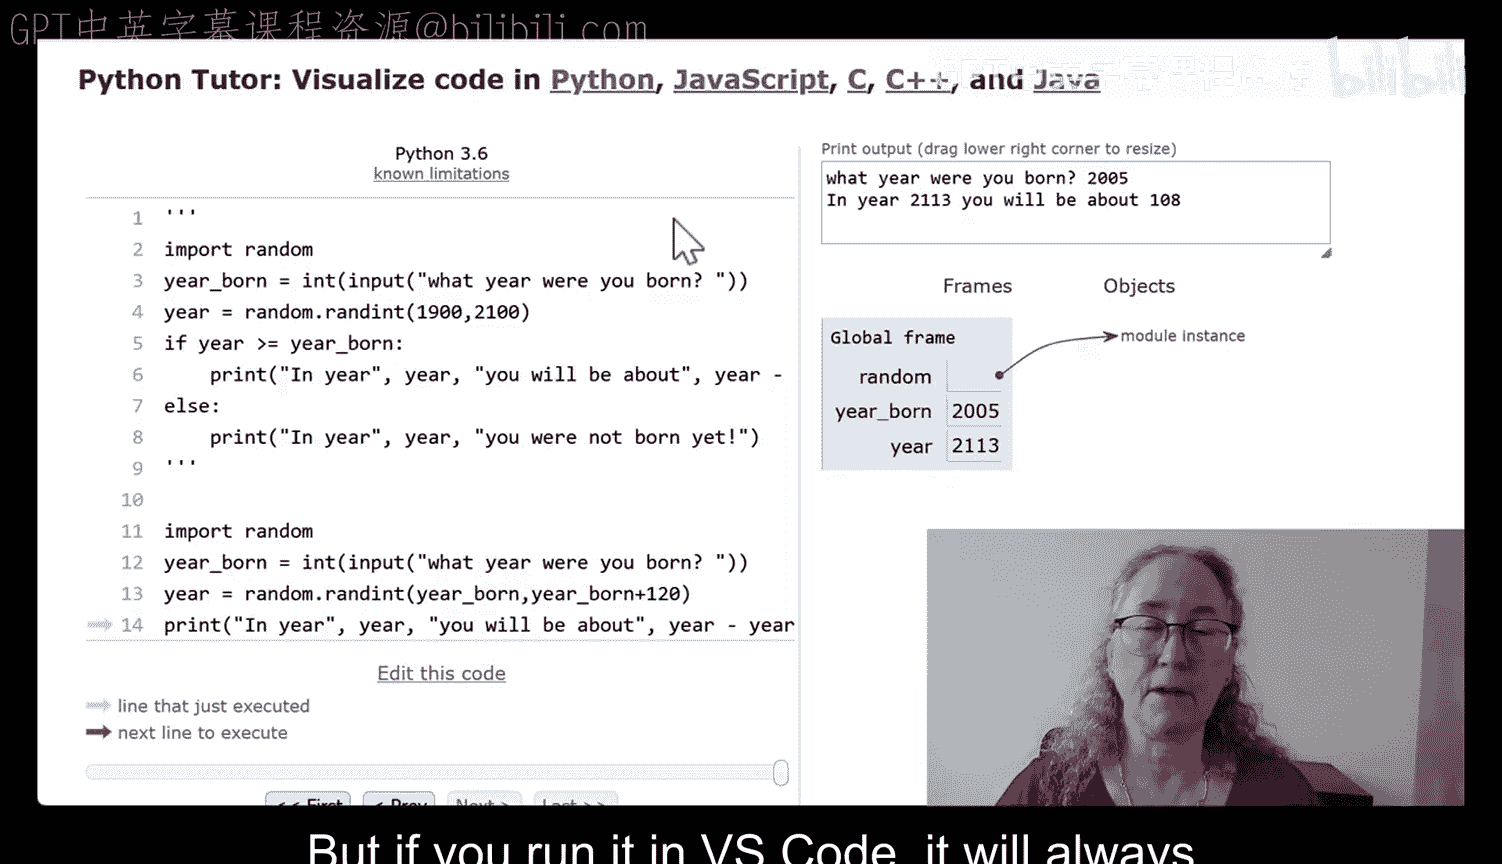 GPT中英字幕课程资源@bilibili.com
bilibili
Python Tutor: Visualize code in Python, JavaScript, C, C++, and Java
Python 3.6
known limitations
1 '''
2 import random
3 year_born = int(input("what year were you born? "))
4 year = random.randint(1900,2100)
5 if year >= year_born:
6     print("In year", year, "you will be about", year -
7 else:
8     print("In year", year, "you were not born yet!")
9 '''
10
11 import random
12 year_born = int(input("what year were you born? "))
13 year = random.randint(year_born,year_born+120)
14 print("In year", year, "you will be about", year - year
Edit this code
line that just executed
next line to execute
<< First < Prev Next > Last >>
Print output (drag lower right corner to resize)
what year were you born? 2005
In year 2113 you will be about 108
Frames Objects
Global frame
random
module instance
year_born 2005
year 2113
But if you run it in VS Code, it will always